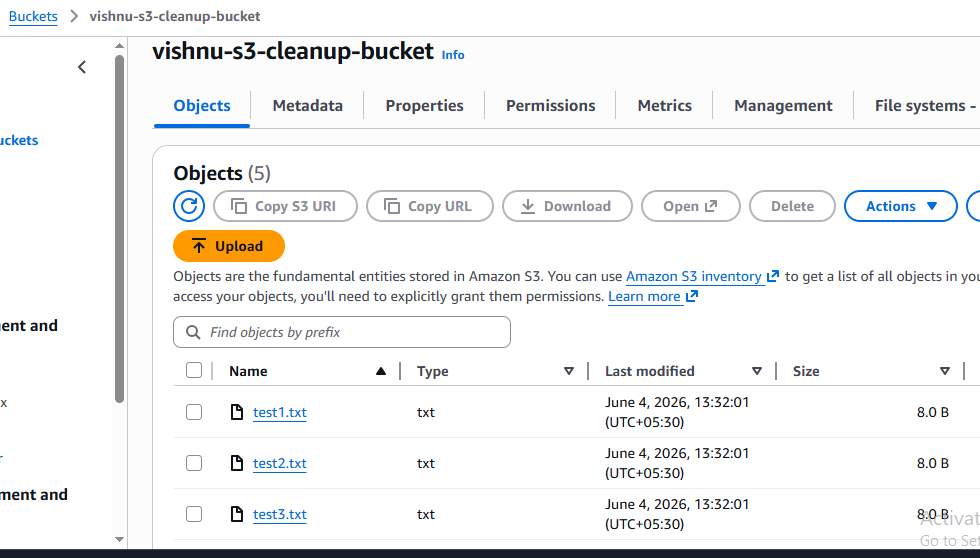 Buckets > vishnu-s3-cleanup-bucket
vishnu-s3-cleanup-bucket Info
uckets
ent and
x
r
ment and
Objects Metadata Properties Permissions Metrics Management File systems -
Objects (5)
Copy S3 URI Copy URL Download Open Delete Actions
Upload
Objects are the fundamental entities stored in Amazon S3. You can use Amazon S3 inventory to get a list of all objects in you
access your objects, you'll need to explicitly grant them permissions. Learn more
Find objects by prefix
Name Type Last modified Size
test1.txt txt June 4, 2026, 13:32:01 (UTC+05:30) 8.0 B
test2.txt txt June 4, 2026, 13:32:01 (UTC+05:30) 8.0 B
test3.txt txt June 4, 2026, 13:32:01 (UTC+05:30) 8.0 B
Activat
Go to Set